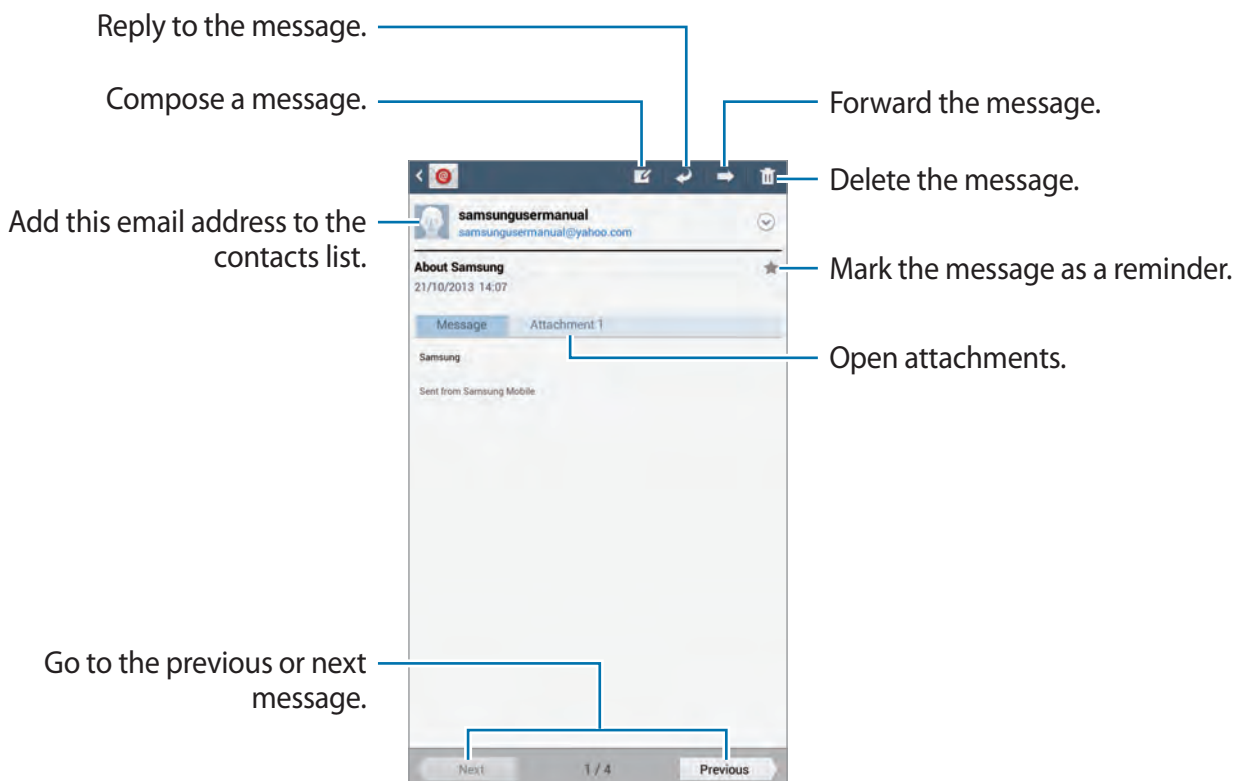 Reply to the message.
Compose a message.
Forward the message.
Delete the message.
Add this email address to the
contacts list.
samsungusermanual
samsungusermanual@yahoo.com
About Samsung
21/10/2013 14:07
Mark the message as a reminder.
Message Attachment 1
Open attachments.
Samsung
Sent from Samsung Mobile
Go to the previous or next
message.
Next 1 / 4 Previous